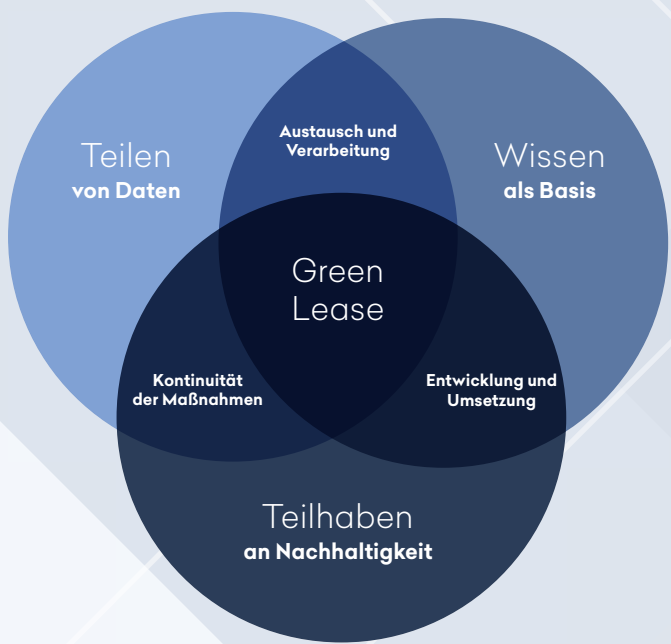 Austausch und
Verarbeitung
Teilen
von Daten
Wissen
als Basis
Green
Lease
Kontinuität
der Maßnahmen
Entwicklung und
Umsetzung
Teilhaben
an Nachhaltigkeit